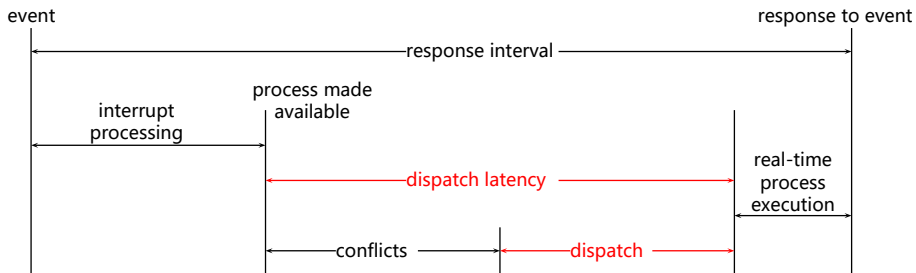 event
response to event
response interval
process made
available
interrupt
processing
dispatch latency
real-time
process
execution
conflicts
dispatch